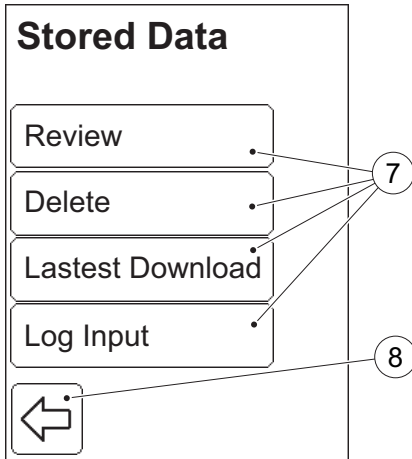 Stored Data
Review
Delete
Lastest Download
Log Input
7
8